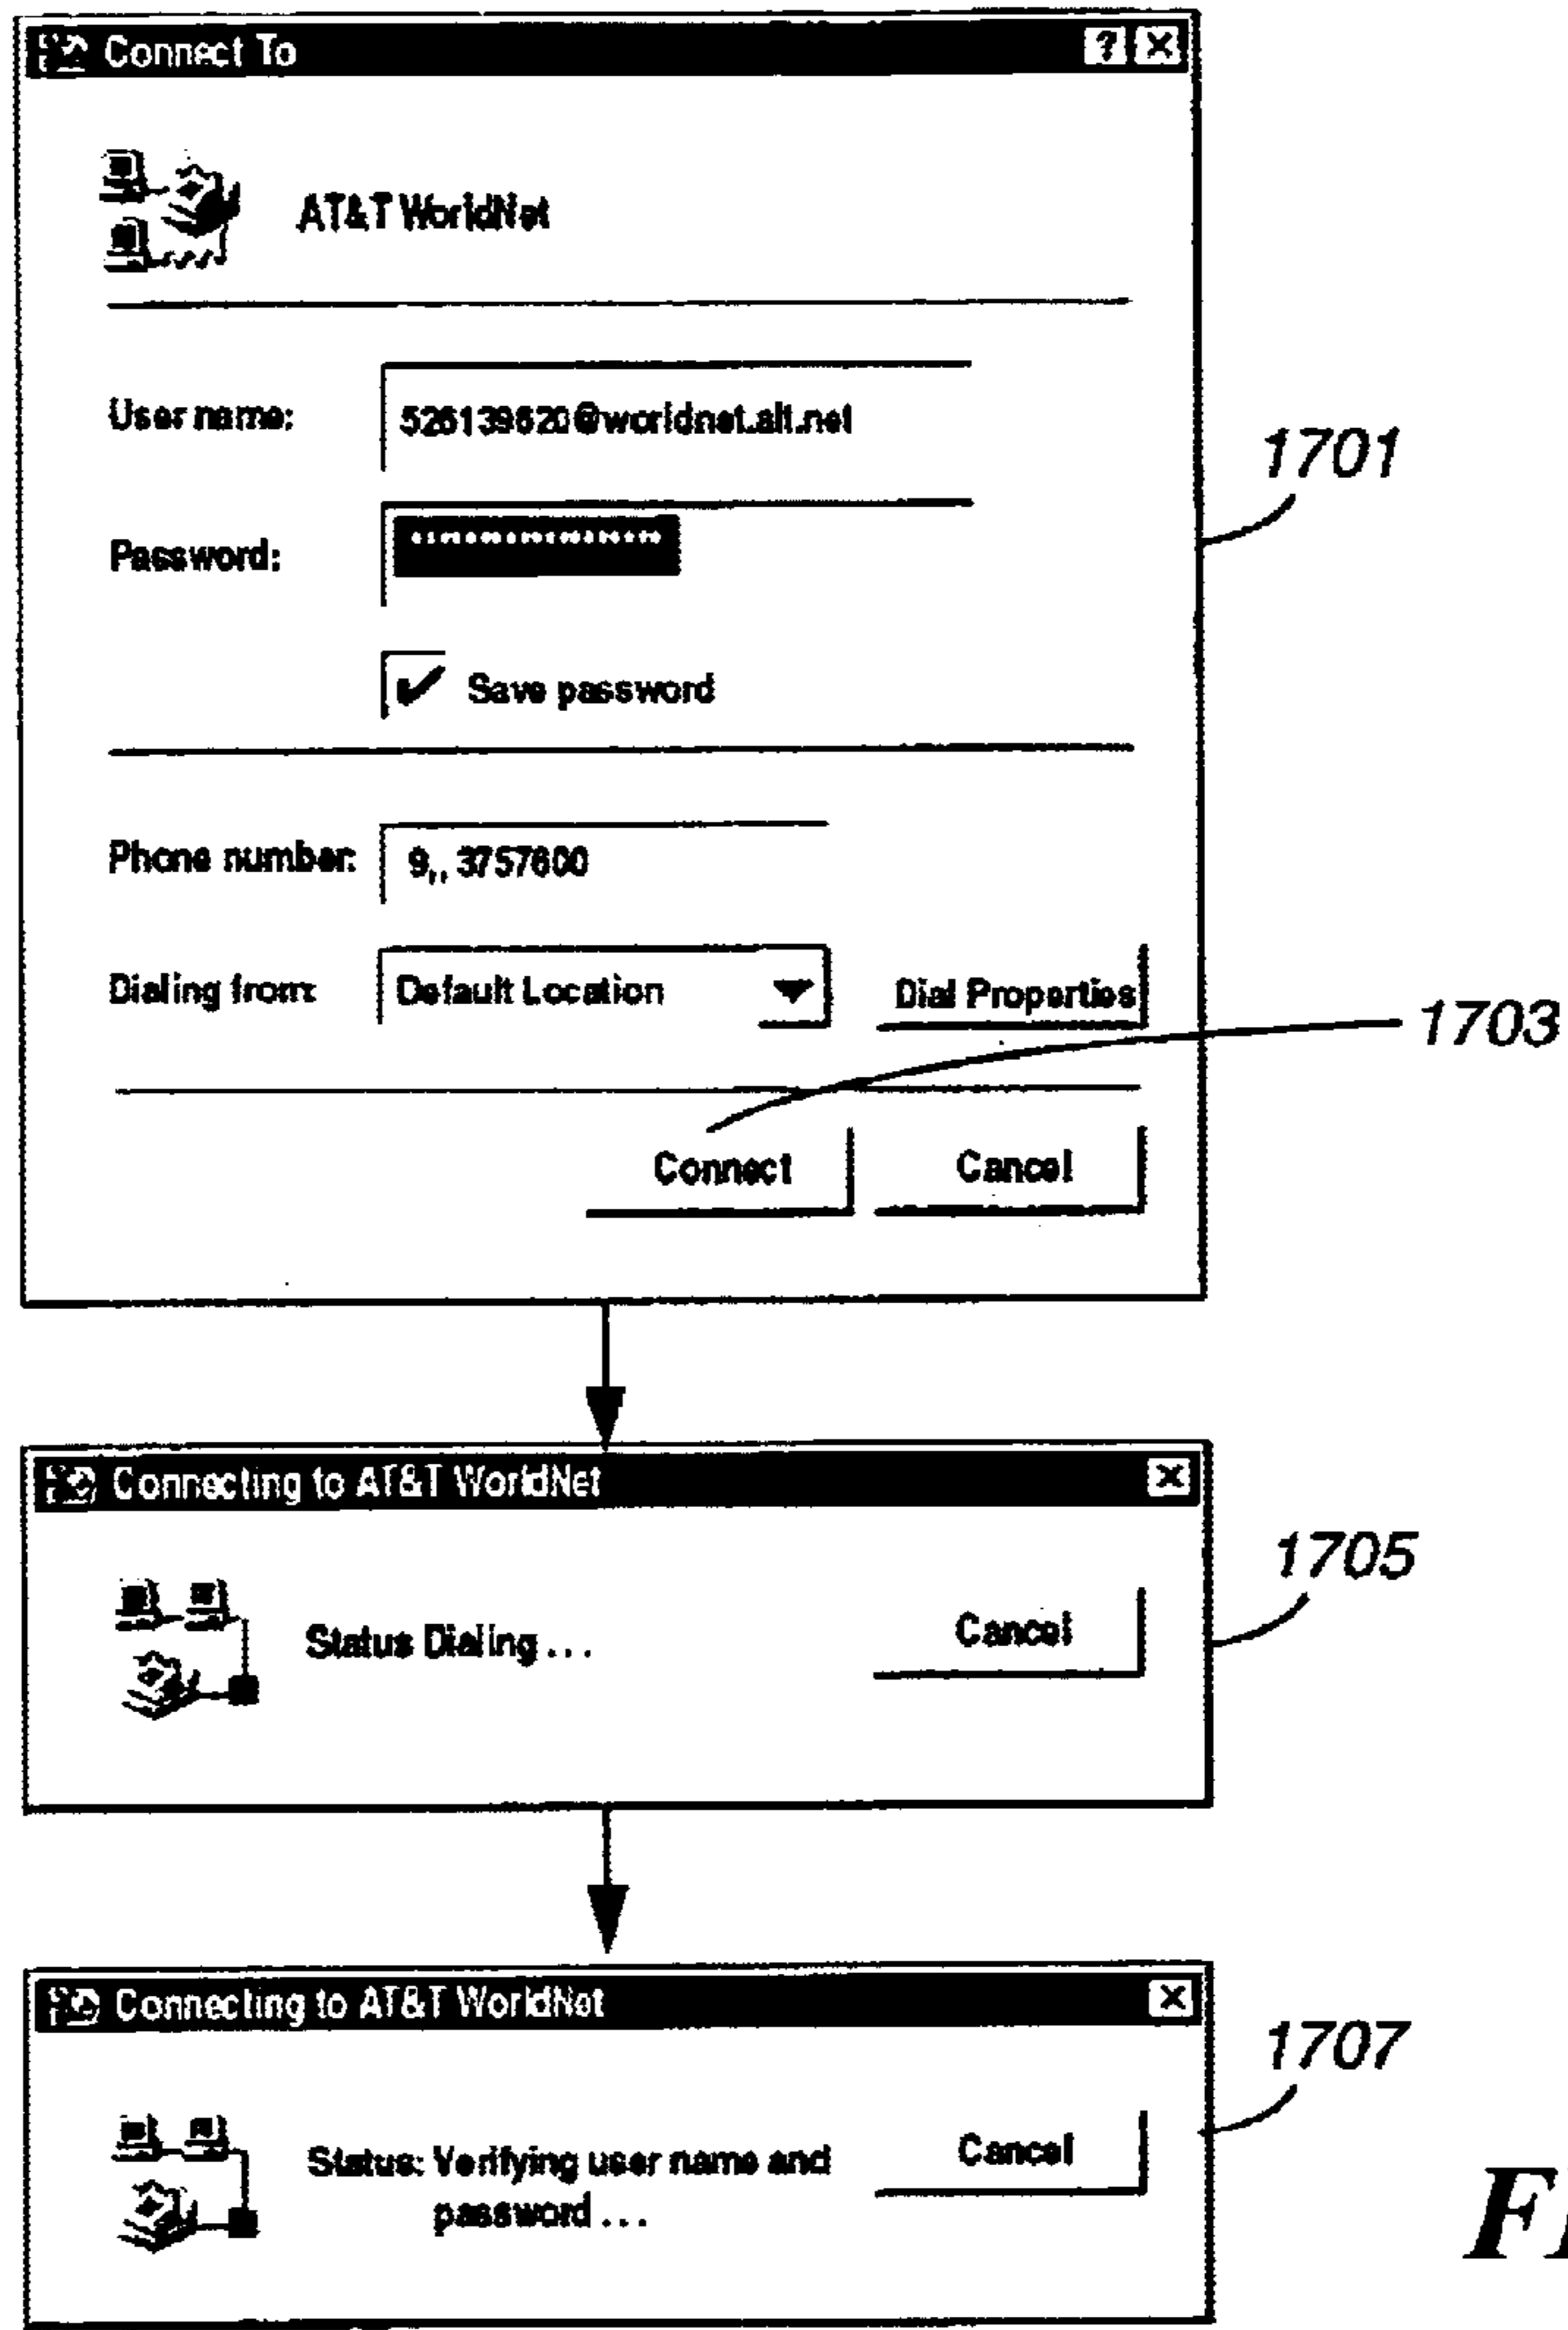 Connect To
AT&T WorldNet
User name:
526139620@worldnet.att.net
1701
Password:
✔ Save password
Phone number:
9,, 3757600
Dialing from:
Default Location
Dial Properties
1703
Connect
Cancel
Connecting to AT&T WorldNet
1705
Status Dialing ...
Cancel
Connecting to AT&T WorldNet
1707
Status: Verifying user name and
password ...
Cancel